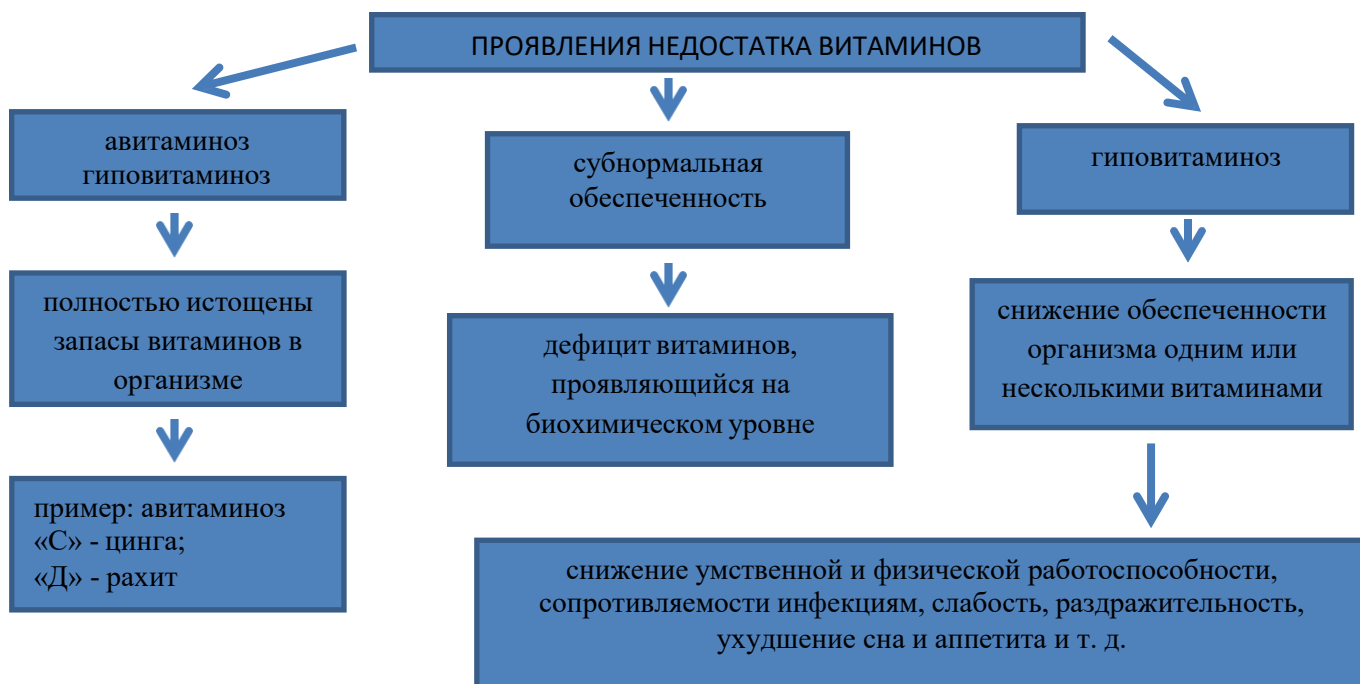 ПРОЯВЛЕНИЯ НЕДОСТАТКА ВИТАМИНОВ
авитаминоз
гиповитаминоз
полностью истощены
запасы витаминов в
организме
пример: авитаминоз
«С» - цинга;
«Д» - рахит
субнормальная
обеспеченность
дефицит витаминов,
проявляющийся на
биохимическом уровне
гиповитаминоз
снижение обеспеченности
организма одним или
несколькими витаминами
снижение умственной и физической работоспособности,
сопротивляемости инфекциям, слабость, раздражительность,
ухудшение сна и аппетита и т. д.